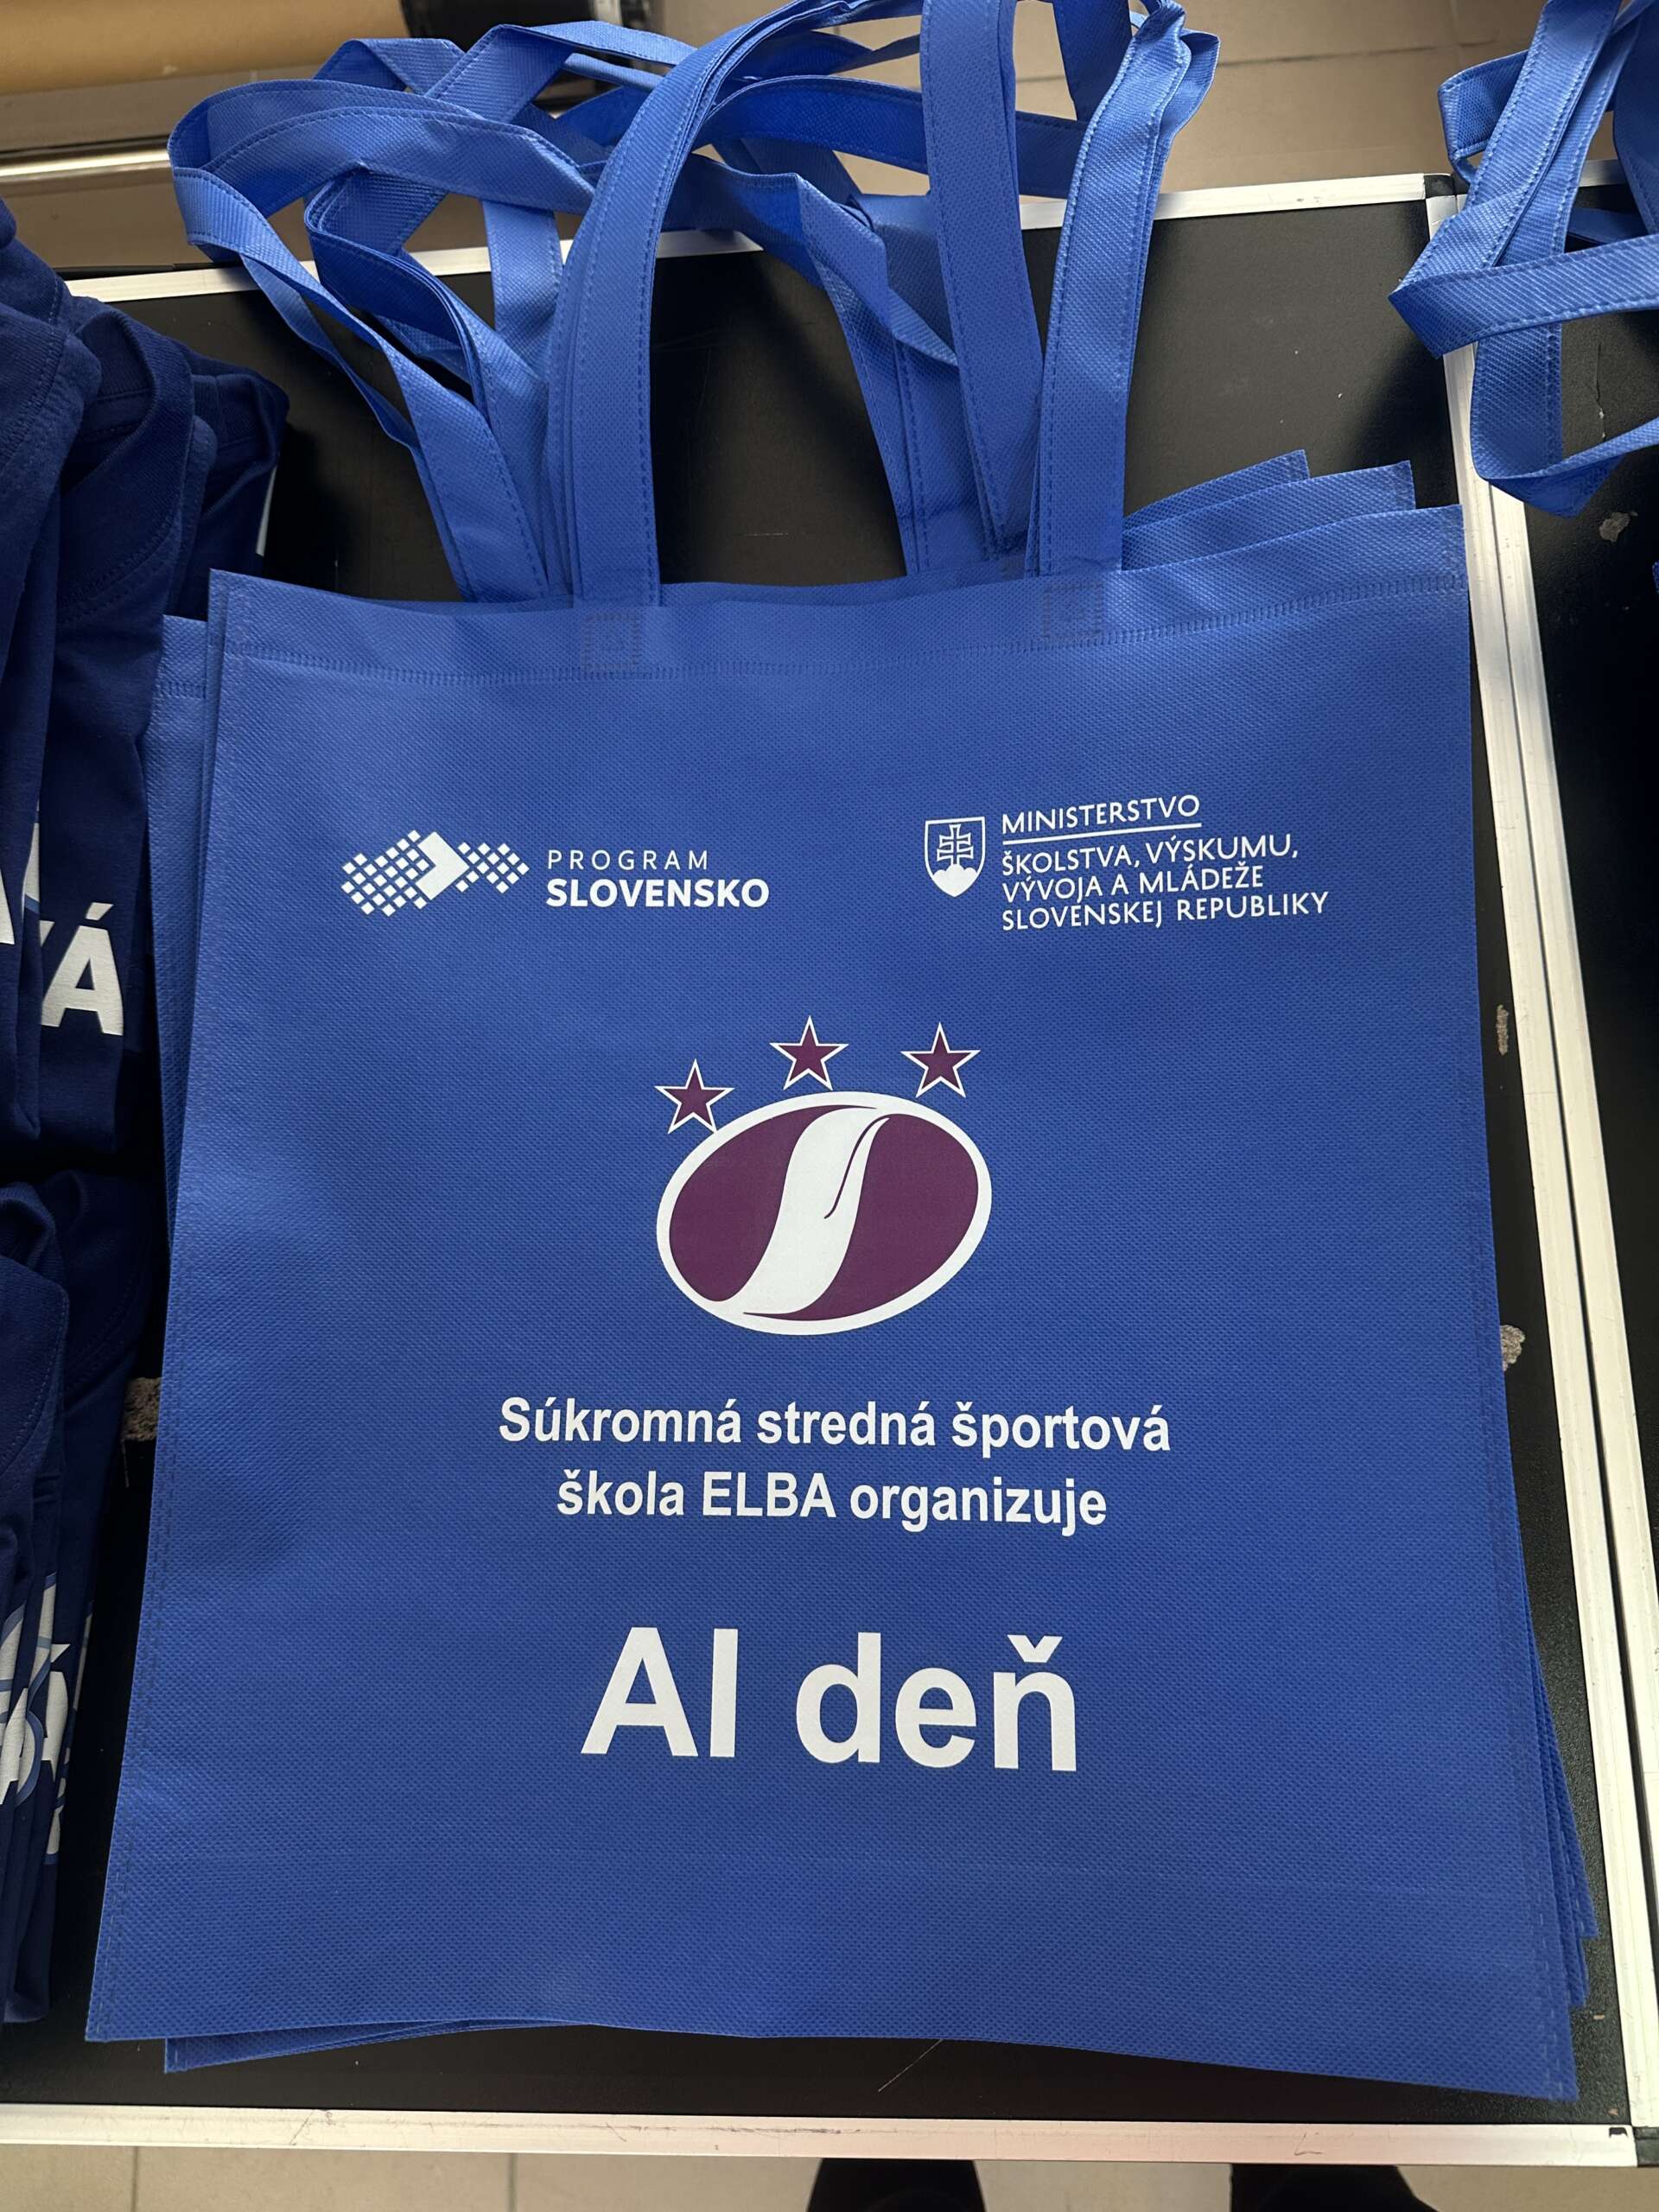 PROGRAM
SLOVENSKO
MINISTERSTVO
ŠKOLSTVA, VÝSKUMU,
VÝVOJA A MLÁDEŽE
SLOVENSKEJ REPUBLIKY
Súkromná stredná športová
škola ELBA organizuje
AI deň